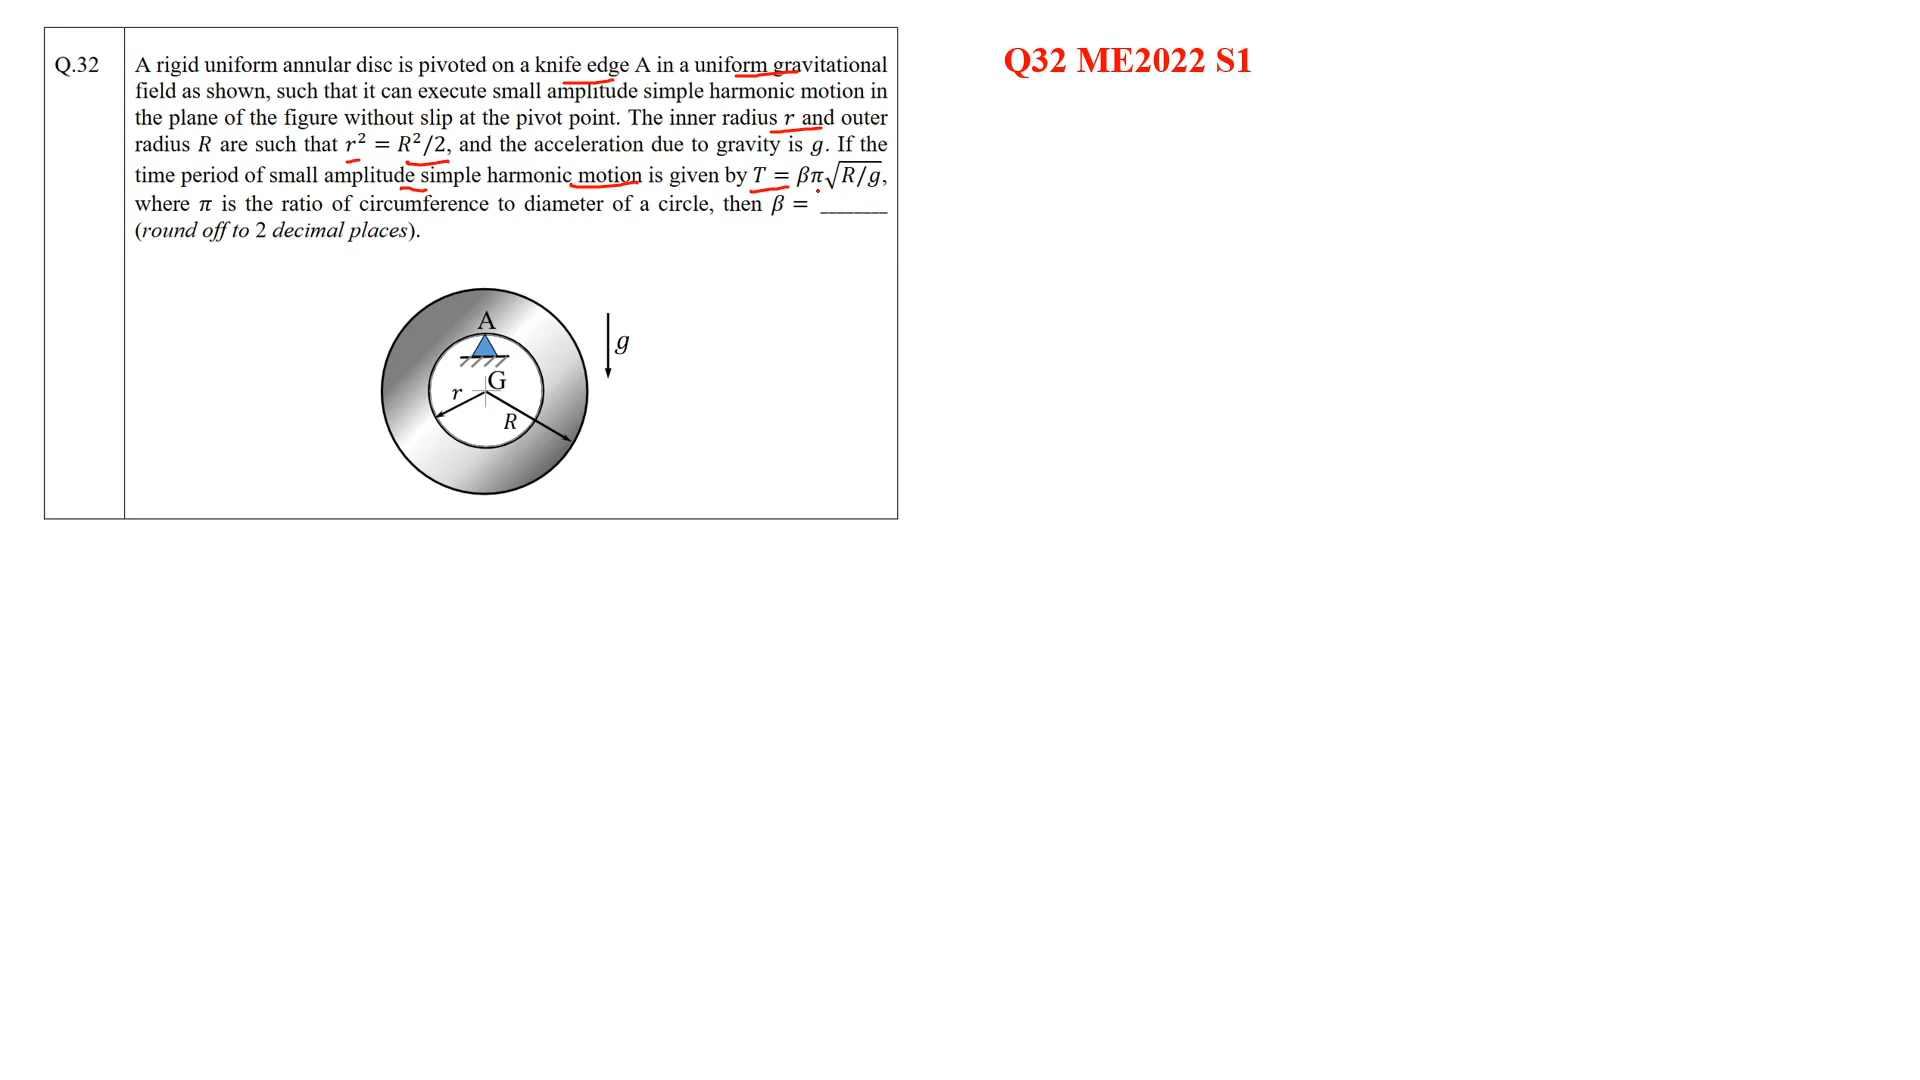 Q.32
A rigid uniform annular disc is pivoted on a knife edge A in a uniform gravitational
field as shown, such that it can execute small amplitude simple harmonic motion in
the plane of the figure without slip at the pivot point. The inner radius r and outer
radius R are such that r² = R²/2, and the acceleration due to gravity is g. If the
time period of small amplitude simple harmonic motion is given by T = βπ√R/g,
where π is the ratio of circumference to diameter of a circle, then β = ________
(round off to 2 decimal places).
A
g
G
r
R
Q32 ME2022 S1